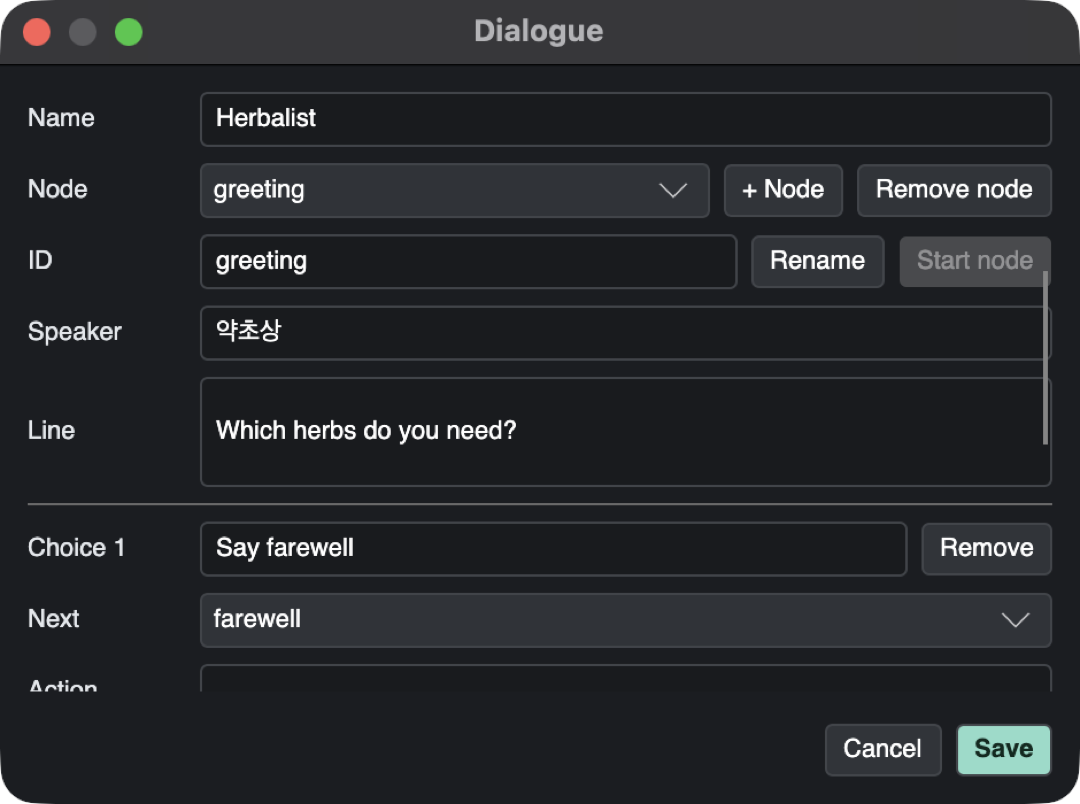 Dialogue
Name Herbalist
Node greeting + Node Remove node
ID greeting Rename Start node
Speaker 약초상
Line Which herbs do you need?
Choice 1 Say farewell Remove
Next farewell
Action
Cancel Save